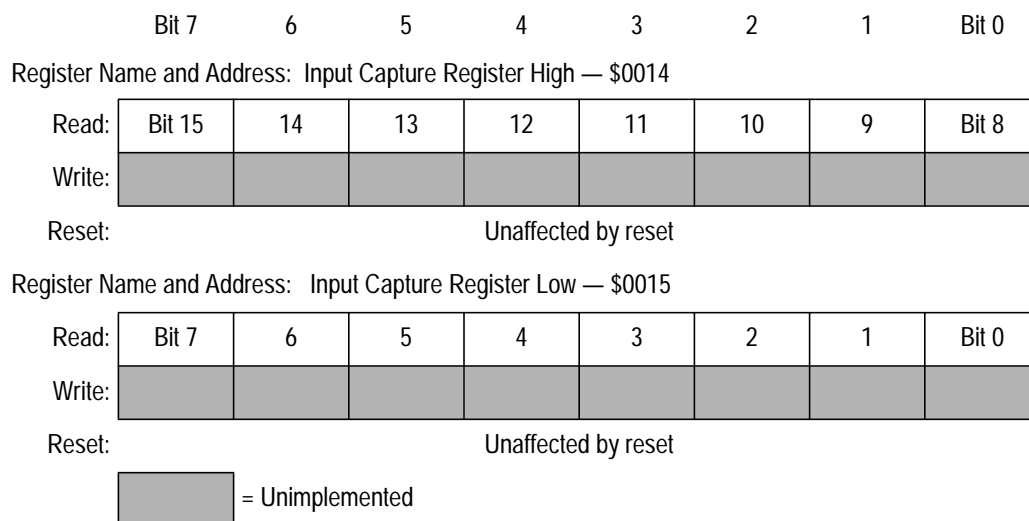 Bit 7 6 5 4 3 2 1 Bit 0
Register Name and Address: Input Capture Register High — $0014
Read: Bit 15 14 13 12 11 10 9 Bit 8
Write:
Reset: Unaffected by reset
Register Name and Address: Input Capture Register Low — $0015
Read: Bit 7 6 5 4 3 2 1 Bit 0
Write:
Reset: Unaffected by reset
= Unimplemented